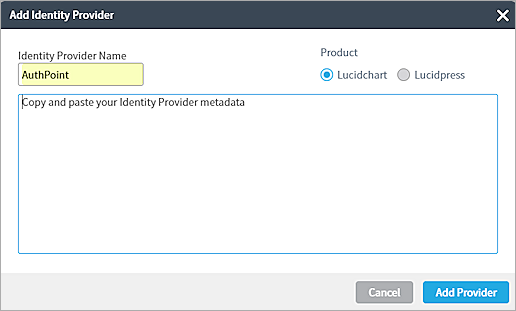 Add Identity Provider
Identity Provider Name
Product
AuthPoint
Lucidchart
Lucidpress
Copy and paste your Identity Provider metadata
Cancel
Add Provider